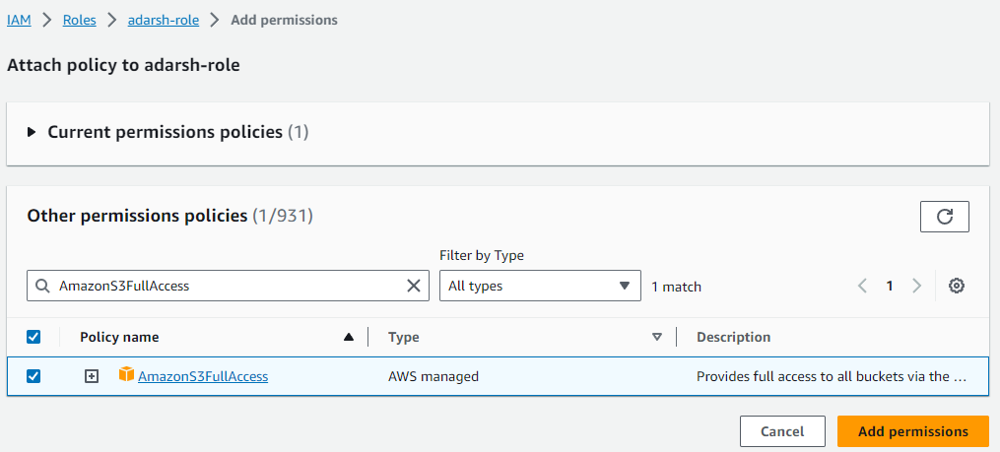 IAM > Roles > adarsh-role > Add permissions
Attach policy to adarsh-role
Current permissions policies (1)
Other permissions policies (1/931)
Filter by Type
AmazonS3FullAccess All types 1 match 1
Policy name Type Description
AmazonS3FullAccess AWS managed Provides full access to all buckets via the ...
Cancel Add permissions